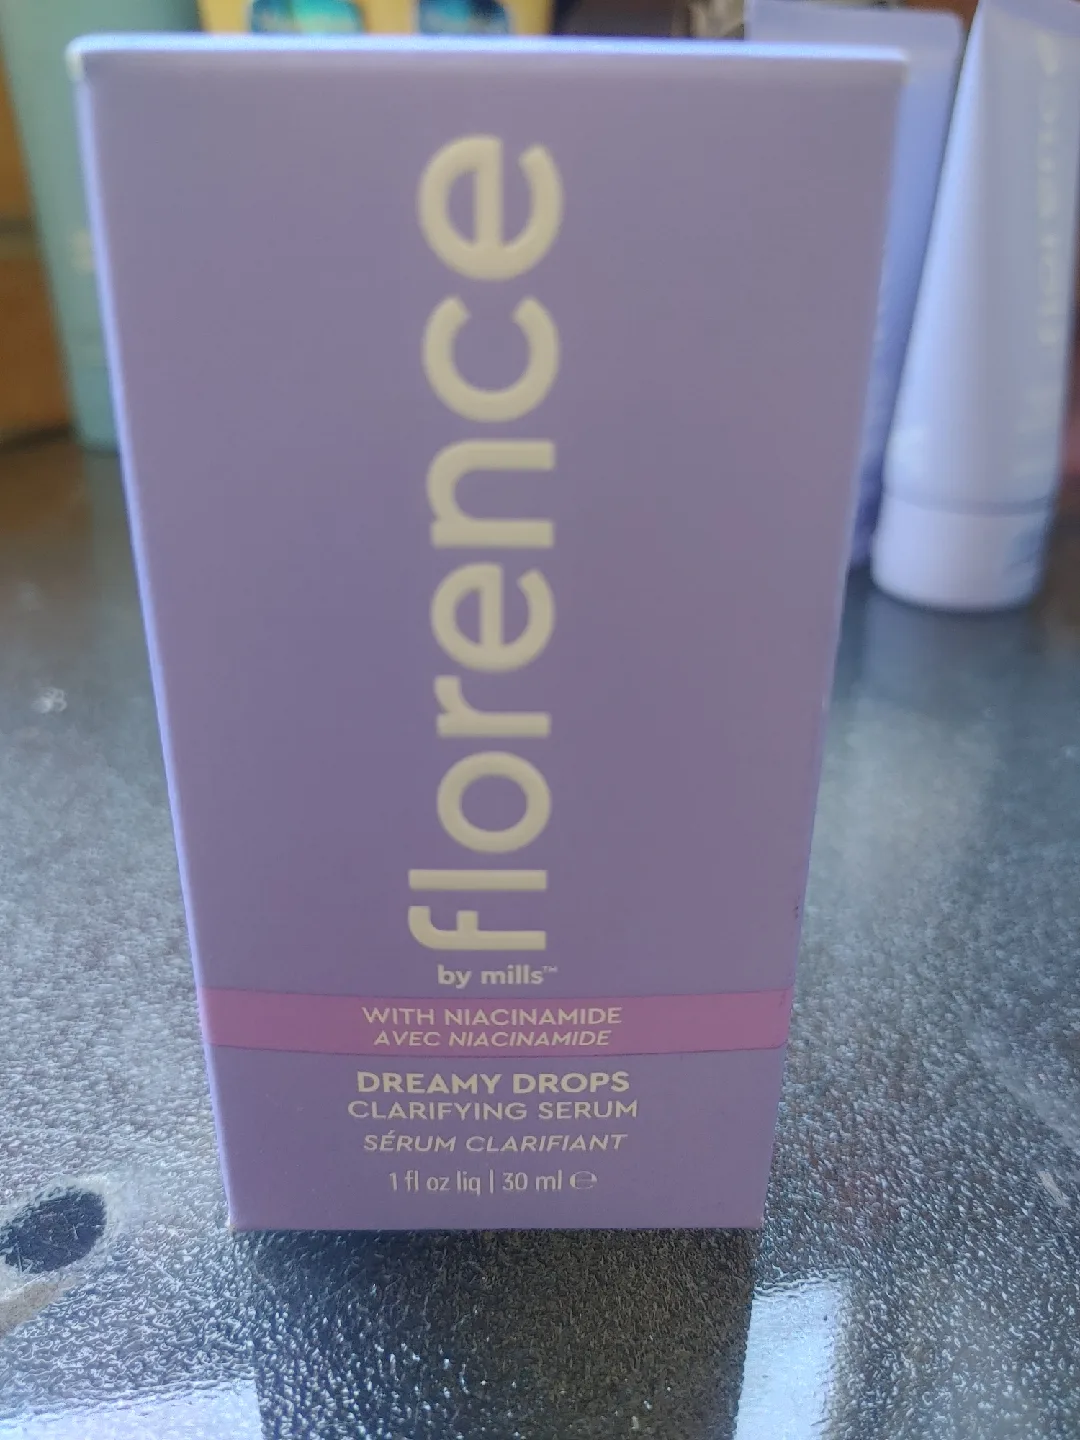 florence
by mills™
WITH NIACINAMIDE
AVEC NIACINAMIDE
DREAMY DROPS
CLARIFYING SERUM
SÉRUM CLARIFIANT
1 fl oz liq | 30 ml ℮